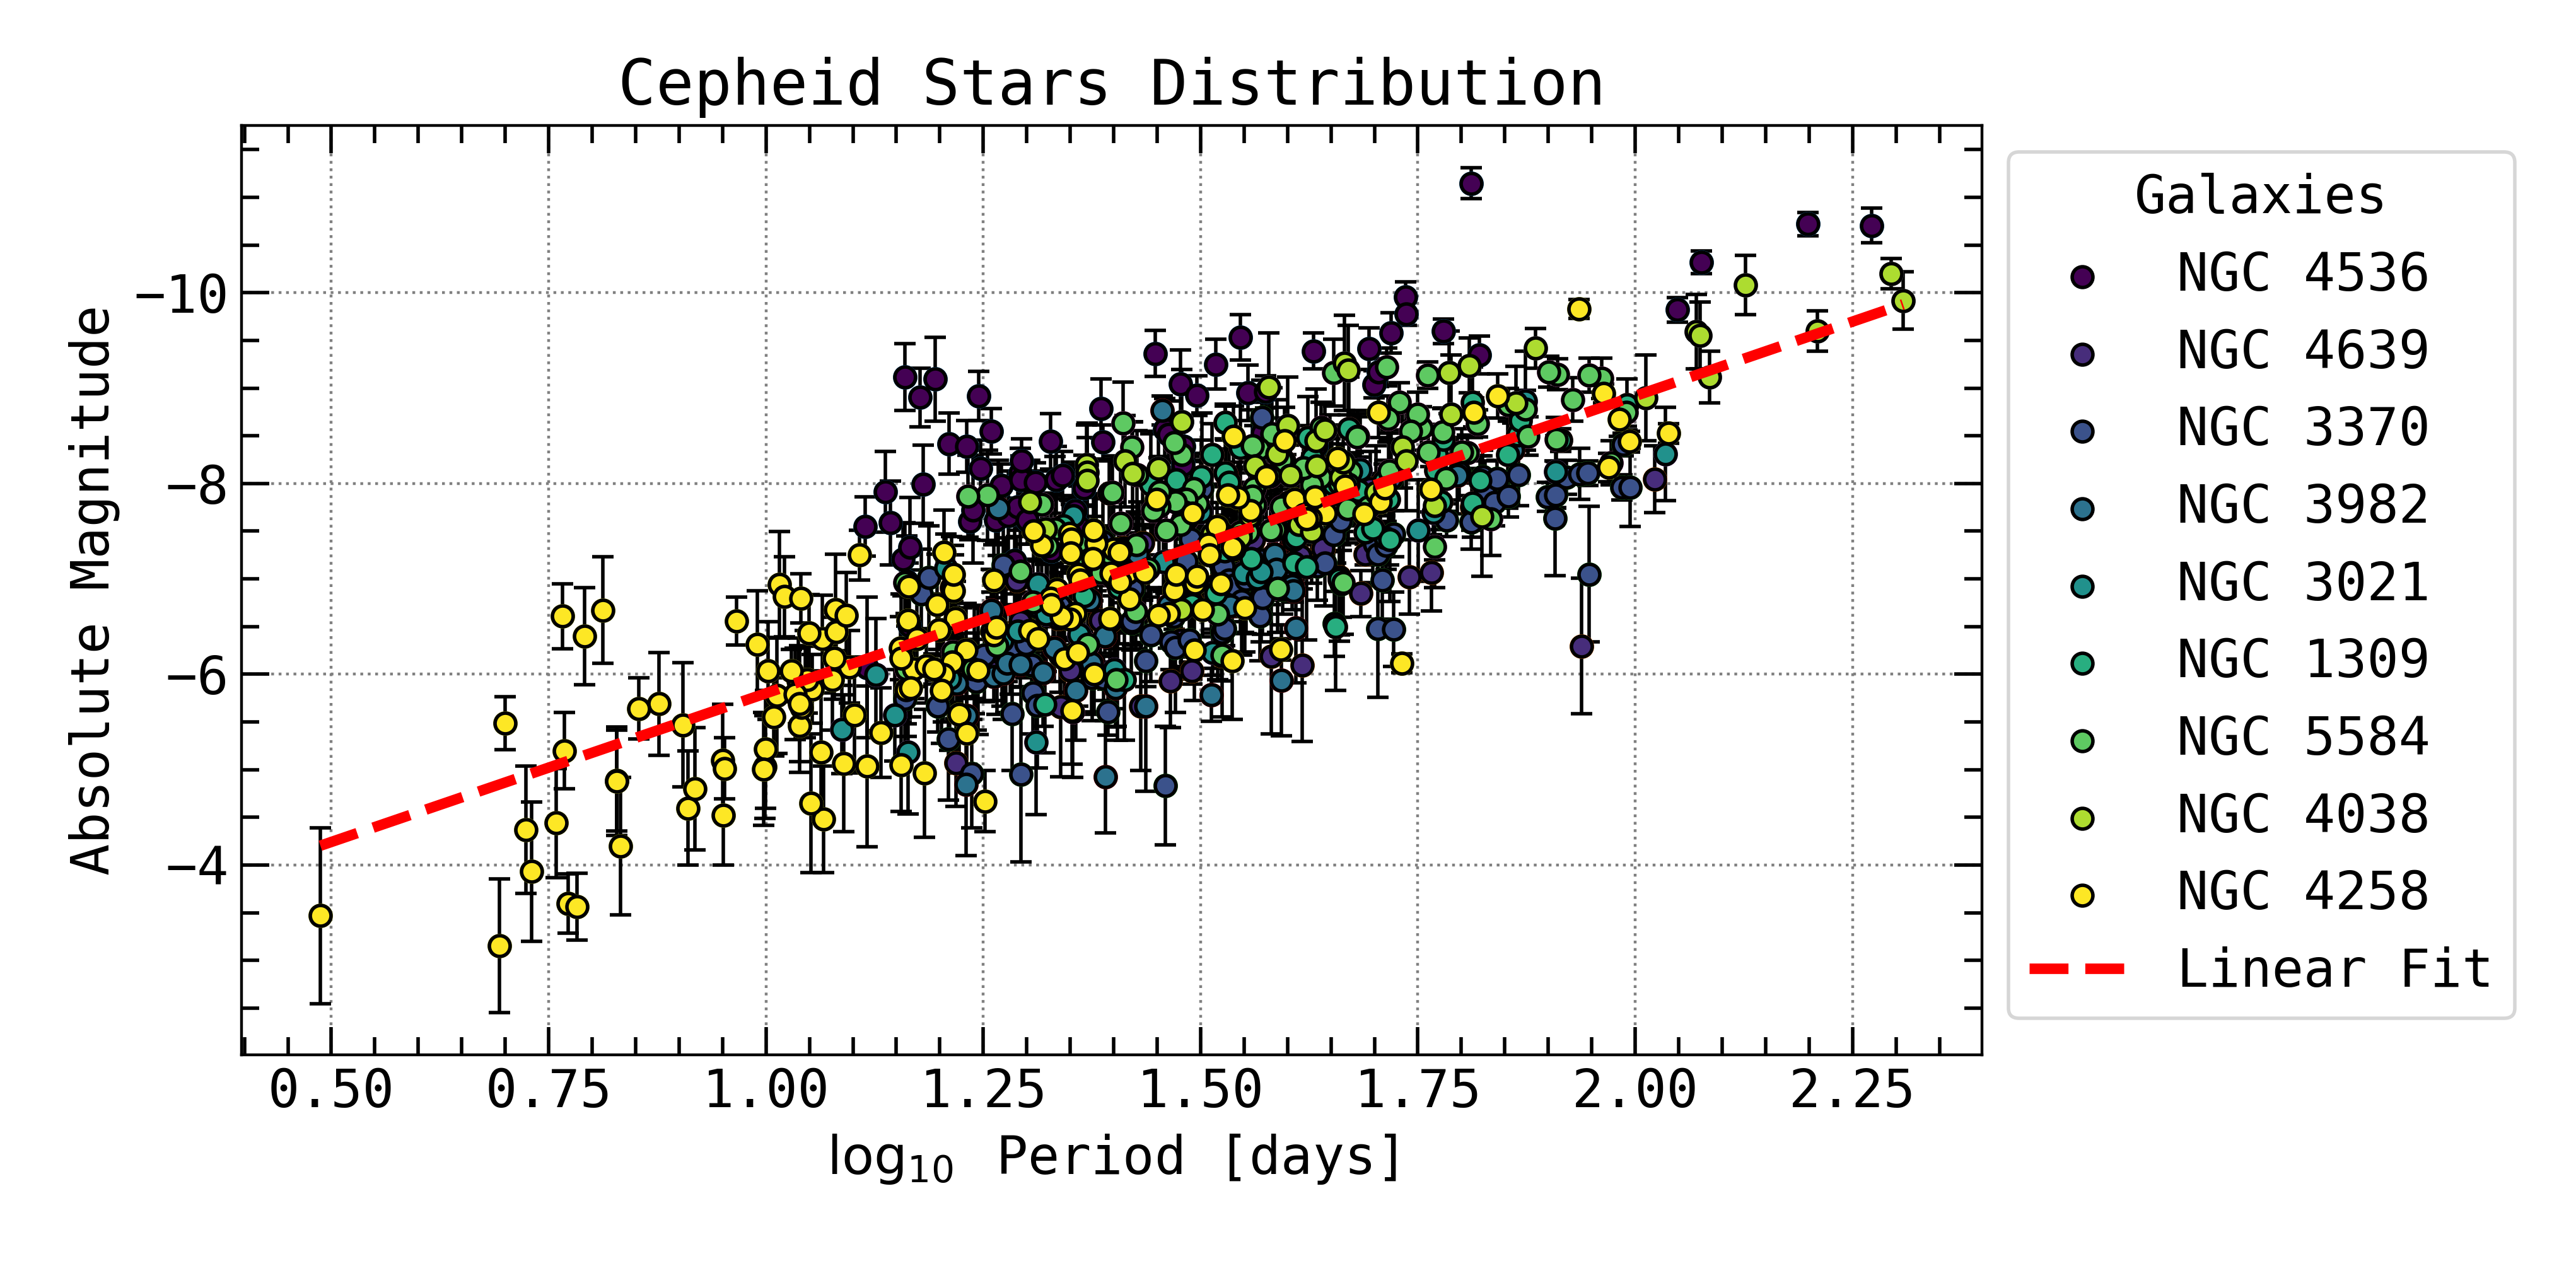 Cepheid Stars Distribution
Absolute Magnitude
−10
−8
−6
−4
0.50 0.75 1.00 1.25 1.50 1.75 2.00 2.25
log₁₀ Period [days]
Galaxies
NGC 4536
NGC 4639
NGC 3370
NGC 3982
NGC 3021
NGC 1309
NGC 5584
NGC 4038
NGC 4258
Linear Fit